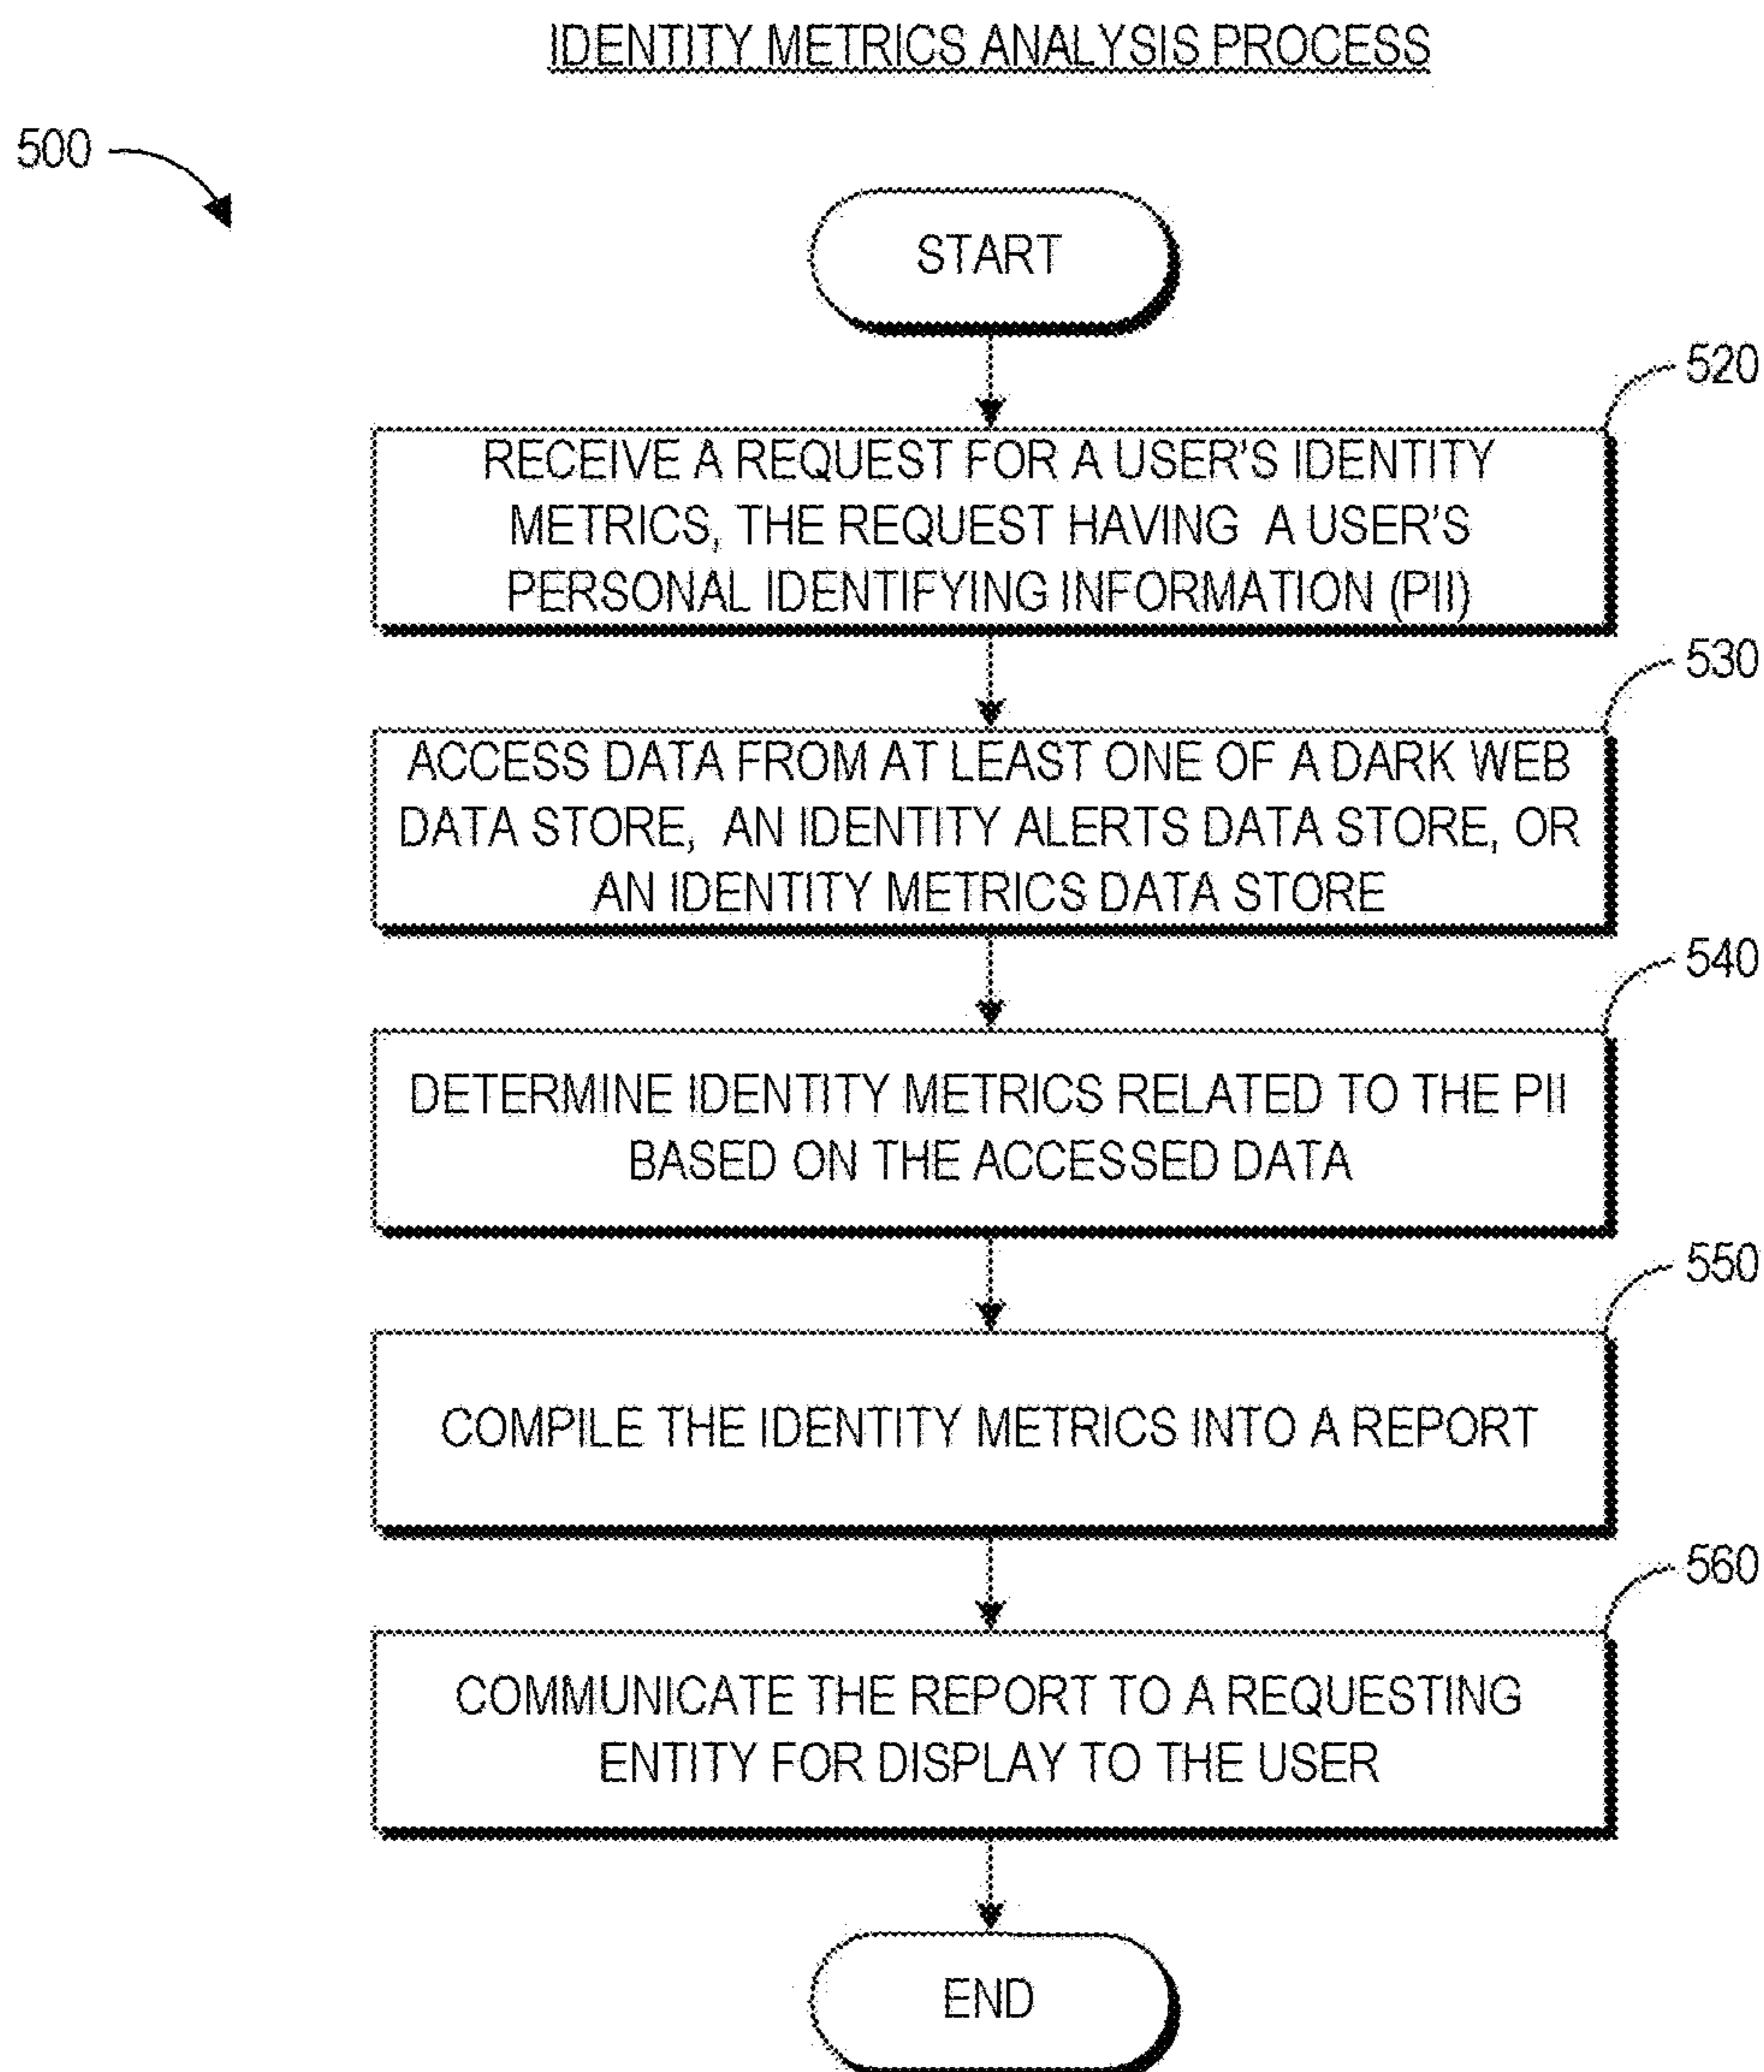 IDENTITY METRICS ANALYSIS PROCESS
500
START
520
RECEIVE A REQUEST FOR A USER'S IDENTITY
METRICS, THE REQUEST HAVING A USER'S
PERSONAL IDENTIFYING INFORMATION (PII)
530
ACCESS DATA FROM AT LEAST ONE OF A DARK WEB
DATA STORE, AN IDENTITY ALERTS DATA STORE, OR
AN IDENTITY METRICS DATA STORE
540
DETERMINE IDENTITY METRICS RELATED TO THE PII
BASED ON THE ACCESSED DATA
550
COMPILE THE IDENTITY METRICS INTO A REPORT
560
COMMUNICATE THE REPORT TO A REQUESTING
ENTITY FOR DISPLAY TO THE USER
END